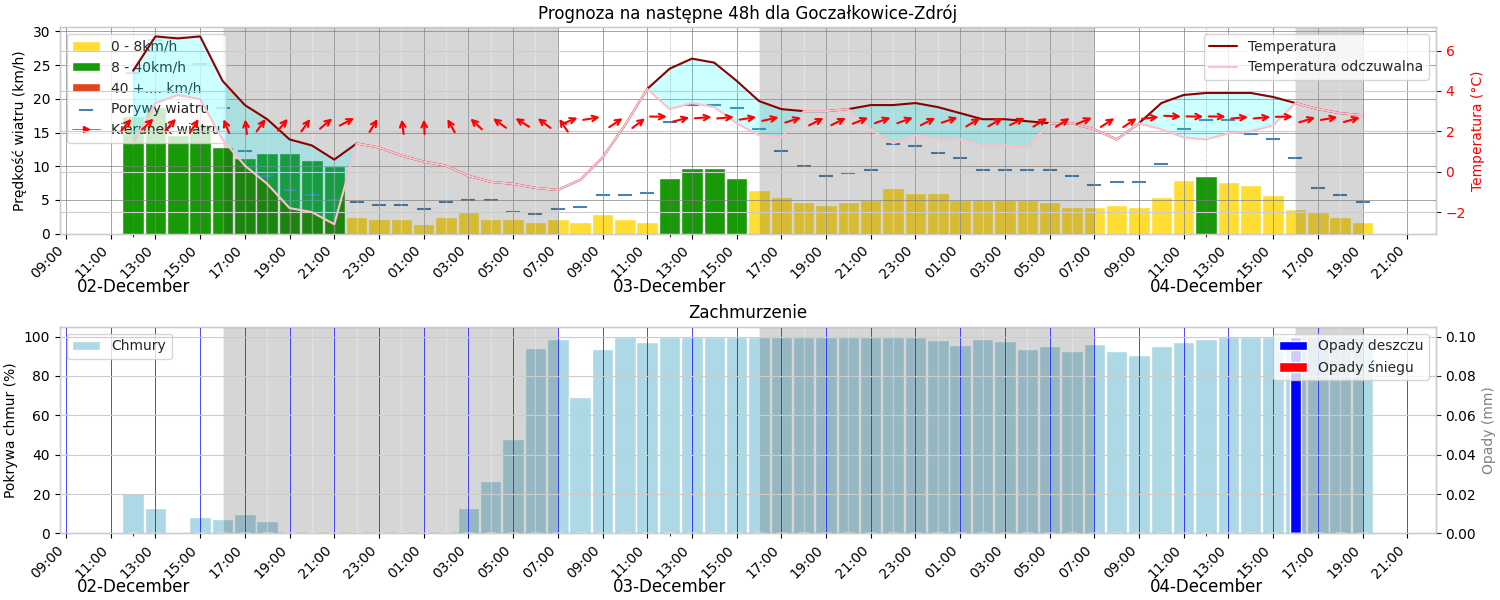 Prognoza na następne 48h dla Goczałkowice-Zdrój
Prędkość wiatru (km/h)
30
25
20
15
10
5
0
0 - 8km/h
8 - 40km/h
40 +.... km/h
Porywy wiatru
Kierunek wiatru
Temperatura
Temperatura odczuwalna
6
4
2
0
−2
Temperatura (°C)
09:00 11:00 13:00 15:00 17:00 19:00 21:00 23:00 01:00 03:00 05:00 07:00 09:00 11:00 13:00 15:00 17:00 19:00 21:00 23:00 01:00 03:00 05:00 07:00 09:00 11:00 13:00 15:00 17:00 19:00 21:00
02-December 03-December 04-December
Zachmurzenie
Pokrywa chmur (%)
100
80
60
40
20
0
Chmury
Opady deszczu
Opady śniegu
0.10
0.08
0.06
0.04
0.02
0.00
Opady (mm)
09:00 11:00 13:00 15:00 17:00 19:00 21:00 23:00 01:00 03:00 05:00 07:00 09:00 11:00 13:00 15:00 17:00 19:00 21:00 23:00 01:00 03:00 05:00 07:00 09:00 11:00 13:00 15:00 17:00 19:00 21:00
02-December 03-December 04-December